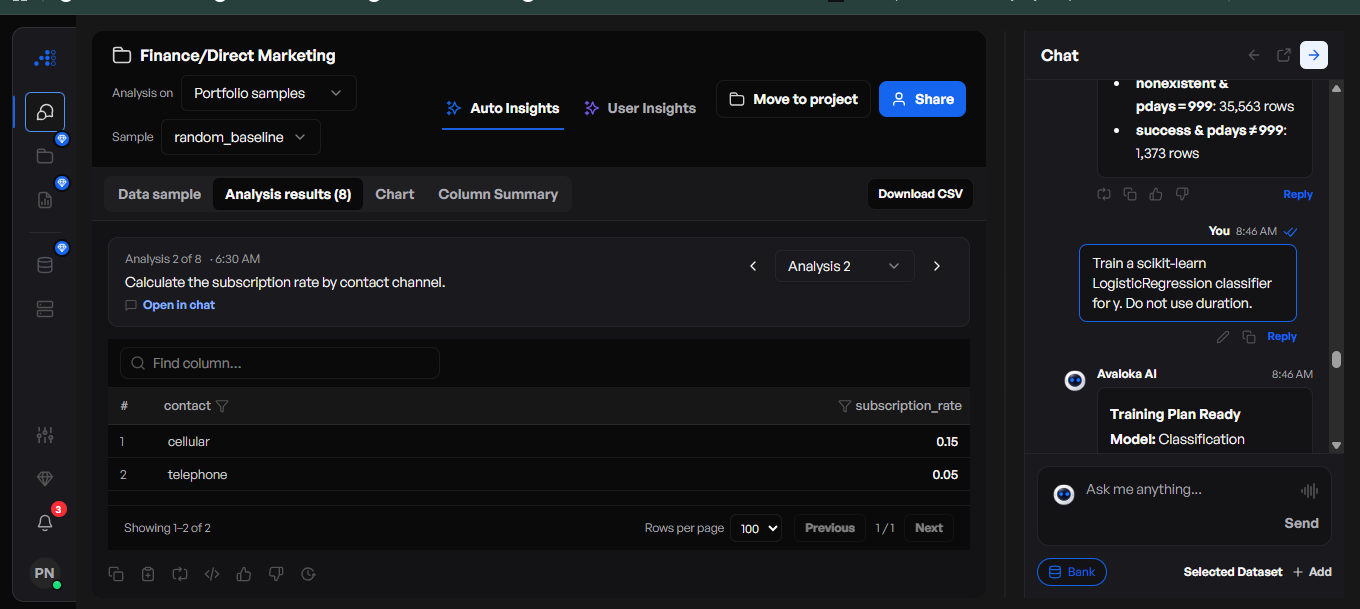 Finance/Direct Marketing
Analysis on
Portfolio samples
Sample
random_baseline
Auto Insights
User Insights
Move to project
Share
Data sample
Analysis results (8)
Chart
Column Summary
Download CSV
Analysis 2 of 8 · 6:30 AM
Calculate the subscription rate by contact channel.
Open in chat
Analysis 2
Find column...
# contact subscription_rate
1 cellular 0.15
2 telephone 0.05
Showing 1–2 of 2
Rows per page 100
Previous
1 / 1
Next
3
PN
Chat
• nonexistent &
pdays = 999: 35,563 rows
• success & pdays ≠ 999:
1,373 rows
Reply
You 8:46 AM
Train a scikit-learn
LogisticRegression classifier
for y. Do not use duration.
Reply
Avaloka AI 8:46 AM
Training Plan Ready
Model: Classification
Ask me anything...
Send
Bank
Selected Dataset
+ Add